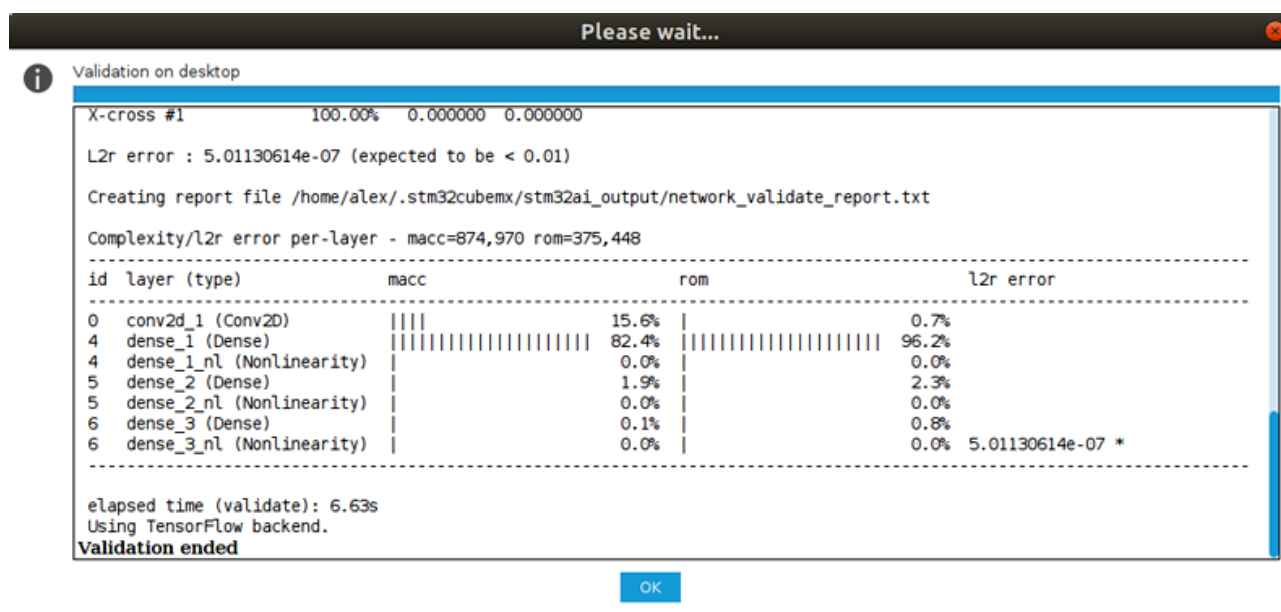 Please wait...
Validation on desktop
X-cross #1 100.00% 0.000000 0.000000
L2r error : 5.01130614e-07 (expected to be < 0.01)
Creating report file /home/alex/.stm32cubemx/stm32ai_output/network_validate_report.txt
Complexity/l2r error per-layer - macc=874,970 rom=375,448
--------------------------------------------------------------------------------
id layer (type) macc rom l2r error
--------------------------------------------------------------------------------
0 conv2d_1 (Conv2D) |||| 15.6% | 0.7%
4 dense_1 (Dense) ||||||||||||||||||||| 82.4% ||||||||||||||||||||| 96.2%
4 dense_1_nl (Nonlinearity) | 0.0% | 0.0%
5 dense_2 (Dense) | 1.9% | 2.3%
5 dense_2_nl (Nonlinearity) | 0.0% | 0.0%
6 dense_3 (Dense) | 0.1% | 0.8%
6 dense_3_nl (Nonlinearity) | 0.0% | 0.0% 5.01130614e-07 *
--------------------------------------------------------------------------------
elapsed time (validate): 6.63s
Using TensorFlow backend.
Validation ended
OK